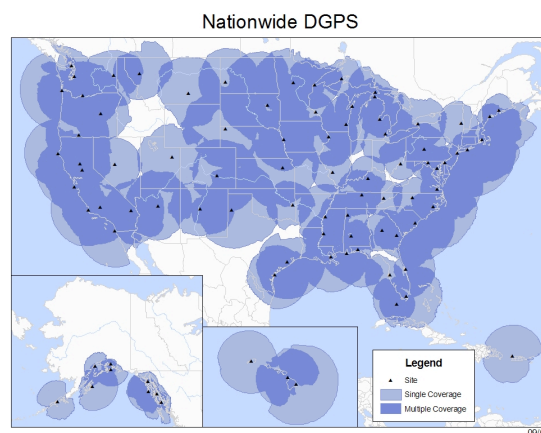 Nationwide DGPS
Legend
Site
Single Coverage
Multiple Coverage